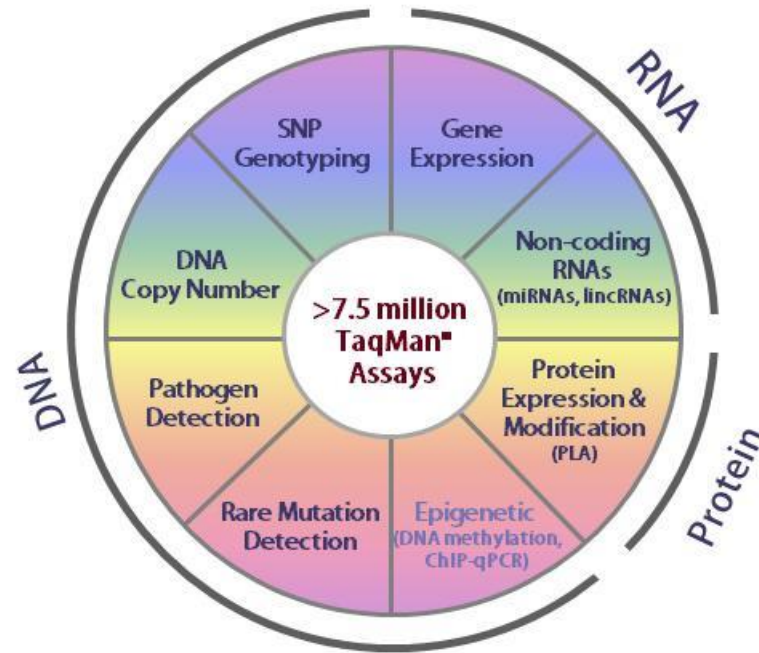 RNA
SNP
Genotyping
Gene
Expression
DNA
Copy Number
Non-coding
RNAs
(miRNAs, lincRNAs)
>7.5 million
TaqMan®
Assays
DNA
Pathogen
Detection
Protein
Expression &
Modification
(PLA)
Protein
Rare Mutation
Detection
Epigenetic
(DNA methylation,
ChIP-qPCR)